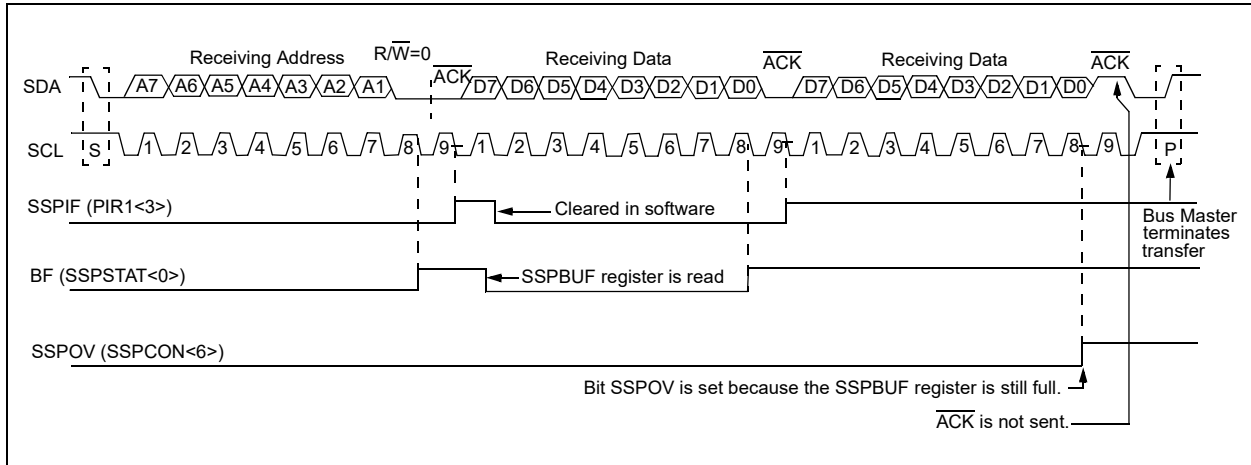 Receiving Address R/W=0 Receiving Data ACK Receiving Data ACK
ACK
SDA A7 A6 A5 A4 A3 A2 A1 D7 D6 D5 D4 D3 D2 D1 D0 D7 D6 D5 D4 D3 D2 D1 D0
SCL S 1 2 3 4 5 6 7 8 9 1 2 3 4 5 6 7 8 9 1 2 3 4 5 6 7 8 9 P
SSPIF (PIR1<3>) Cleared in software
Bus Master
terminates
transfer
BF (SSPSTAT<0>) SSPBUF register is read
SSPOV (SSPCON<6>)
Bit SSPOV is set because the SSPBUF register is still full.
ACK is not sent.